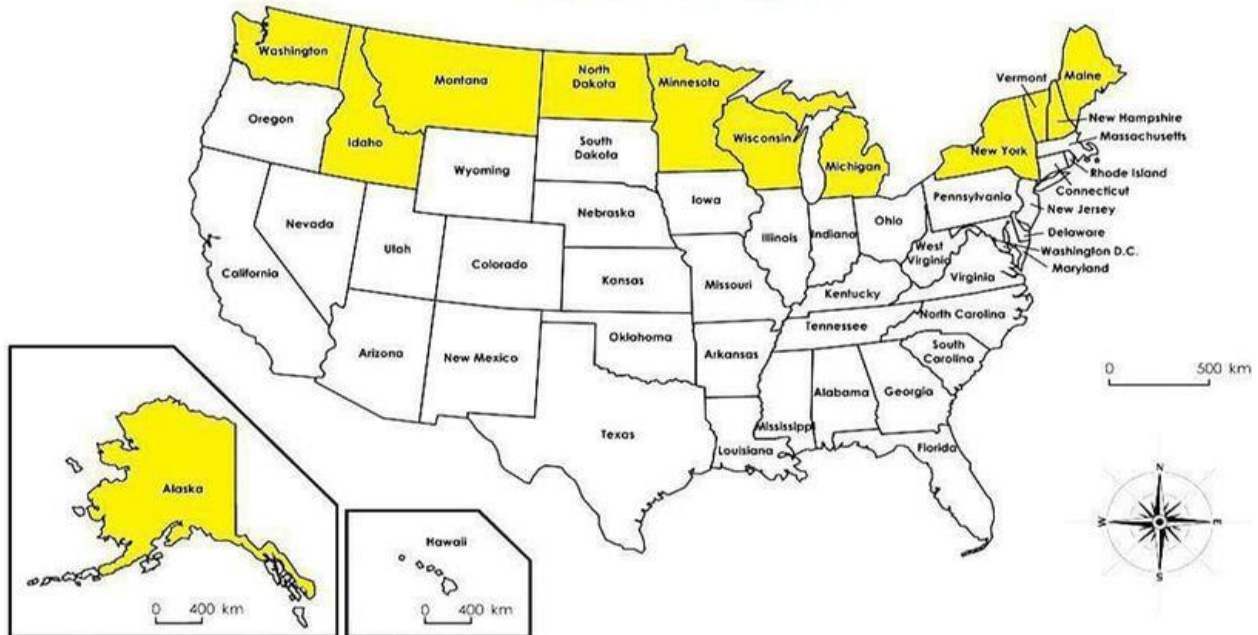 Washington
Montana
North
Dakota
Minnesota
Vermont
Maine
Oregon
Idaho
Wisconsin
New Hampshire
South
Dakota
Massachusetts
Wyoming
Michigan
New York
Rhode Island
Connecticut
Iowa
Pennsylvania
Nebraska
New Jersey
Nevada
Ohio
Illinois
Indiana
Delaware
Utah
West
Virginia
Washington D.C.
Colorado
Maryland
California
Virginia
Kansas
Missouri
Kentucky
North Carolina
Tennessee
Oklahoma
South
Carolina
Arizona
New Mexico
Arkansas
0 500 km
Alabama
Georgia
Mississippi
Texas
Louisiana
Florida
N
W
E
S
Alaska
0 400 km
Hawaii
0 400 km